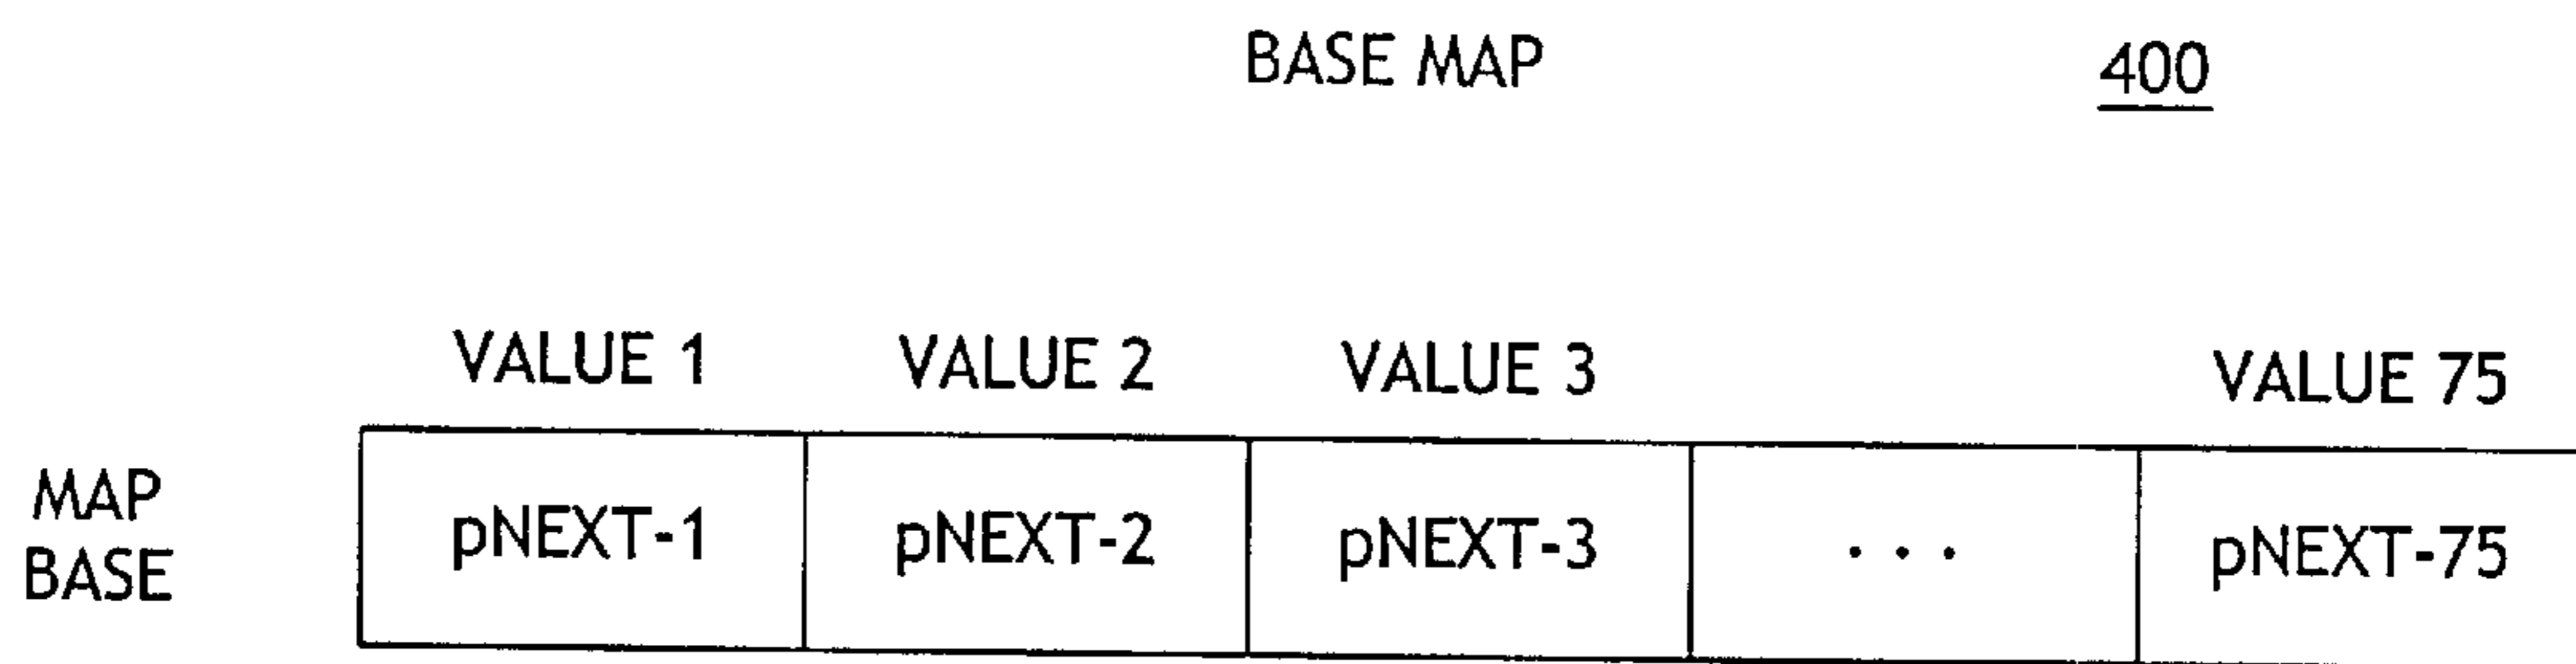 BASE MAP 400
VALUE 1 VALUE 2 VALUE 3 VALUE 75
MAP
BASE
pNEXT-1 pNEXT-2 pNEXT-3 ... pNEXT-75